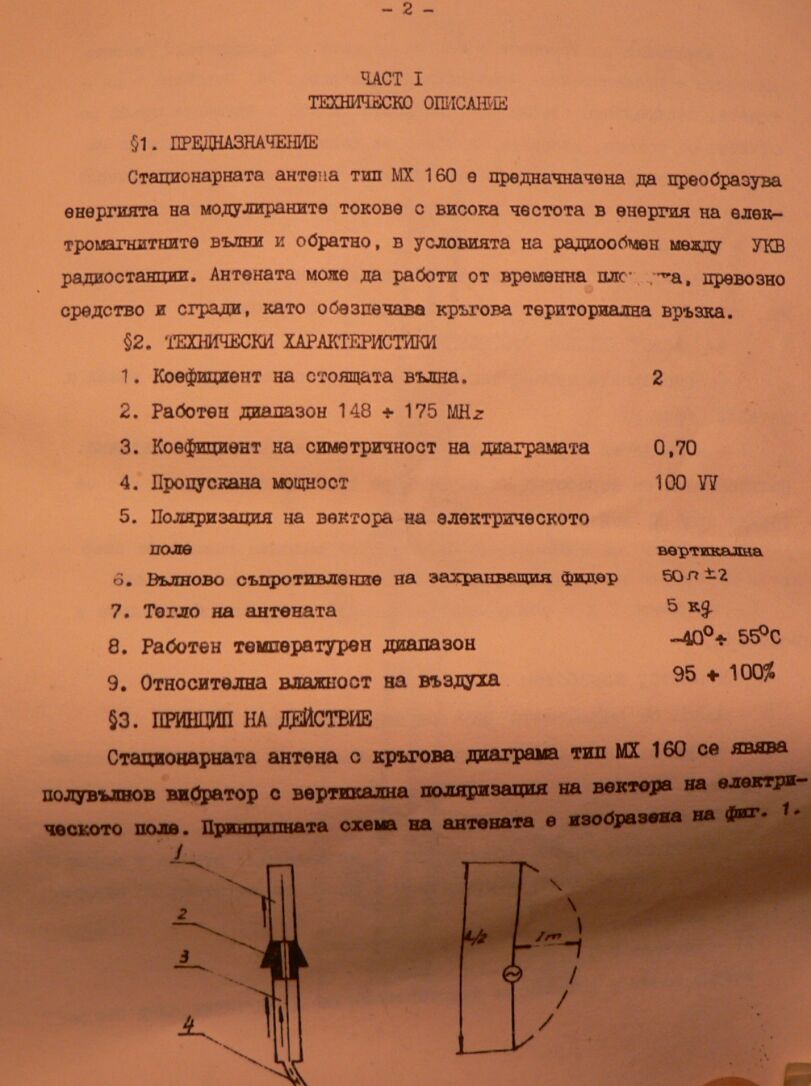 - 2 -
ЧАСТ I
ТЕХНИЧЕСКО ОПИСАНИЕ
§1. ПРЕДНАЗНАЧЕНИЕ
Стационарната антена тип МХ 160 е предначначена да преобразува
енергията на модулираните токове с висока честота в енергия на елек-
тромагнитните вълни и обратно, в условията на радиообмен между УКВ
радиостанции. Антената може да работи от временна превозно
средство и сгради, като обезпечава кръгова териториална връзка.
§2. ТЕХНИЧЕСКИ ХАРАКТЕРИСТИКИ
1. Коефициент на стоящата вълна. 2
2. Работен диапазон 148 ÷ 175 MHz
3. Коефициент на симетричност на диаграмата 0,70
4. Пропускана мощност 100 W
5. Поляризация на вектора на електрическото
поле вертикална
6. Вълново съпротивление на захранващия фидер 50Ω ±2
7. Тегло на антената 5 кg
8. Работен температурен диапазон -40°÷ 55°C
9. Относителна влажност на въздуха 95 ÷ 100%
§3. ПРИНЦИП НА ДЕЙСТВИЕ
Стационарната антена с кръгова диаграма тип МХ 160 се явява
полувълнов вибратор с вертикална поляризация на вектора на електри-
ческото поле. Принципната схема на антената е изобразена на фиг. 1.
1
2
3
4
Im